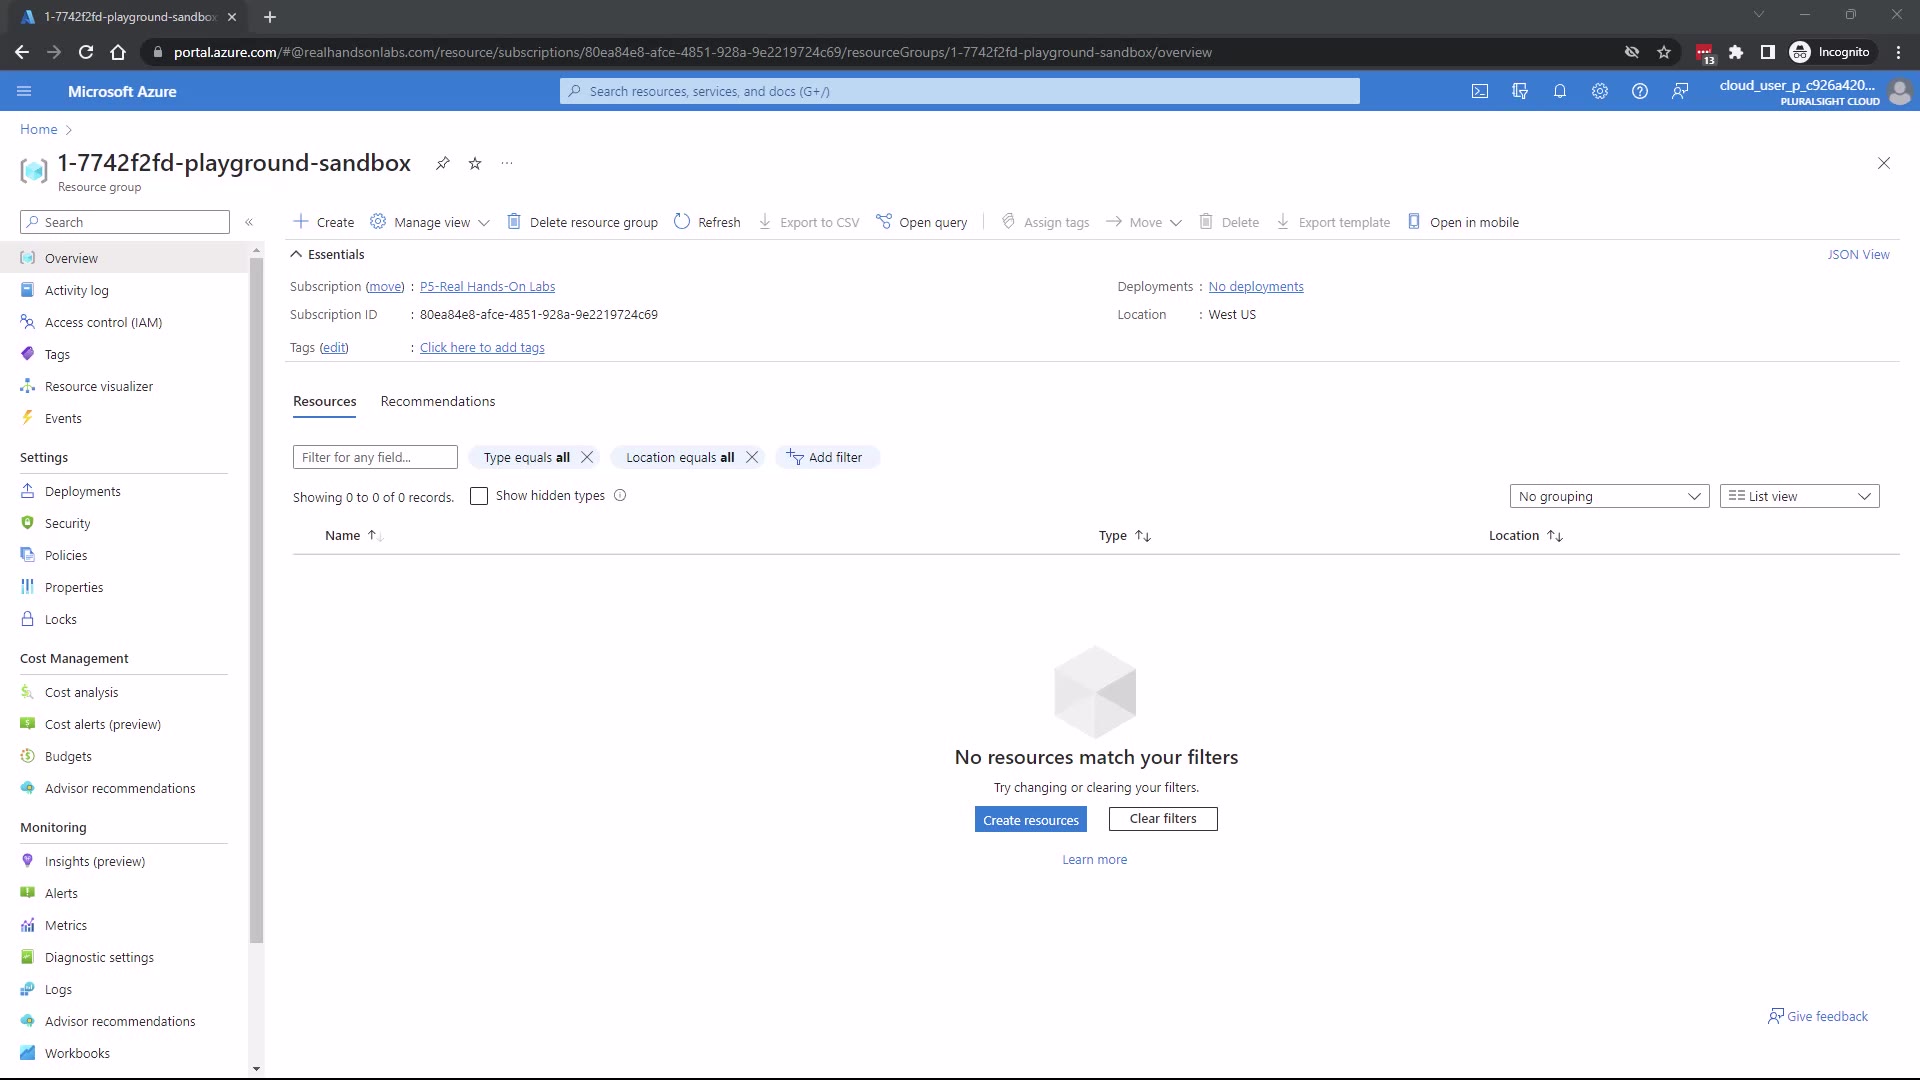 1-7742f2fd-playground-sandbox
portal.azure.com/#@realhandsonlabs.com/resource/subscriptions/80ea84e8-afce-4851-928a-9e2219724c69/resourceGroups/1-7742f2fd-playground-sandbox/overview
13
Incognito
Microsoft Azure
Search resources, services, and docs (G+/)
cloud_user_p_c926a420...
PLURALSIGHT CLOUD
Home
1-7742f2fd-playground-sandbox
Resource group
Search
Create
Manage view
Delete resource group
Refresh
Export to CSV
Open query
Assign tags
Move
Delete
Export template
Open in mobile
Essentials
JSON View
Subscription (move) : P5-Real Hands-On Labs
Deployments : No deployments
Subscription ID : 80ea84e8-afce-4851-928a-9e2219724c69
Location : West US
Tags (edit) : Click here to add tags
Resources
Recommendations
Filter for any field...
Type equals all
Location equals all
Add filter
Showing 0 to 0 of 0 records.
Show hidden types
No grouping
List view
Name
Type
Location
No resources match your filters
Try changing or clearing your filters.
Create resources
Clear filters
Learn more
Give feedback
Overview
Activity log
Access control (IAM)
Tags
Resource visualizer
Events
Settings
Deployments
Security
Policies
Properties
Locks
Cost Management
Cost analysis
Cost alerts (preview)
Budgets
Advisor recommendations
Monitoring
Insights (preview)
Alerts
Metrics
Diagnostic settings
Logs
Advisor recommendations
Workbooks